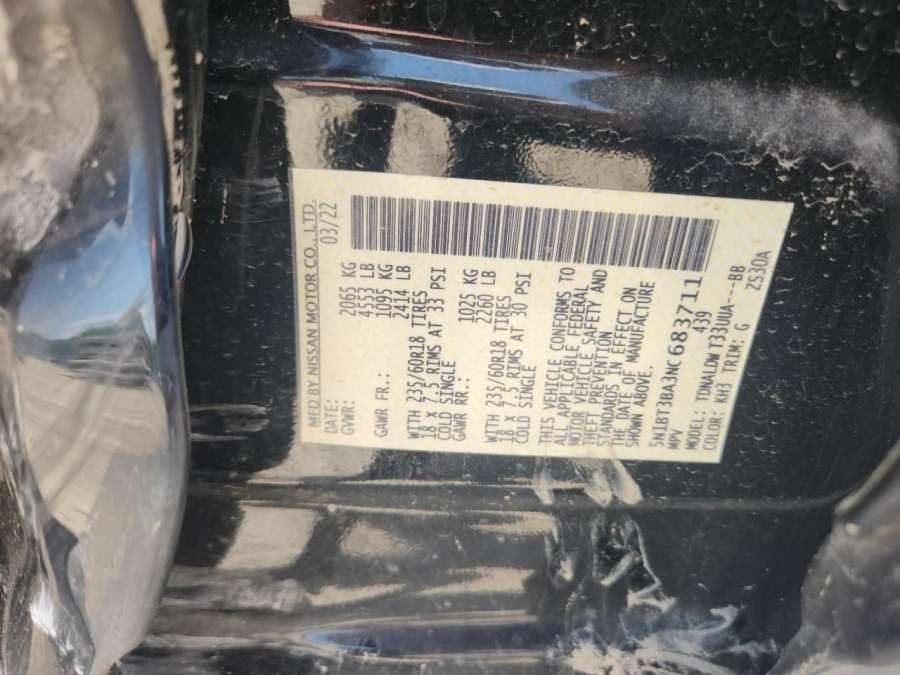 MFD BY NISSAN MOTOR CO., LTD.
DATE: 03/22
GVWR: 2065 KG
4553 LB
GAWR FR.: 1095 KG
2414 LB
WITH 235/60R18 TIRES
18 x 7.5 RIMS AT 33 PSI
COLD SINGLE
GAWR RR.: 1025 KG
2260 LB
WITH 235/60R18 TIRES
18 x 7.5 RIMS AT 30 PSI
COLD SINGLE
THIS VEHICLE CONFORMS TO
ALL APPLICABLE FEDERAL
MOTOR VEHICLE SAFETY AND
THEFT PREVENTION
STANDARDS IN EFFECT ON
THE DATE OF MANUFACTURE
SHOWN ABOVE.
5N1BT3BA3NC683711
MPV 439
MODEL: TDNALDWT33UUA---BB
COLOR: KH3 TRIM: G ZS30A